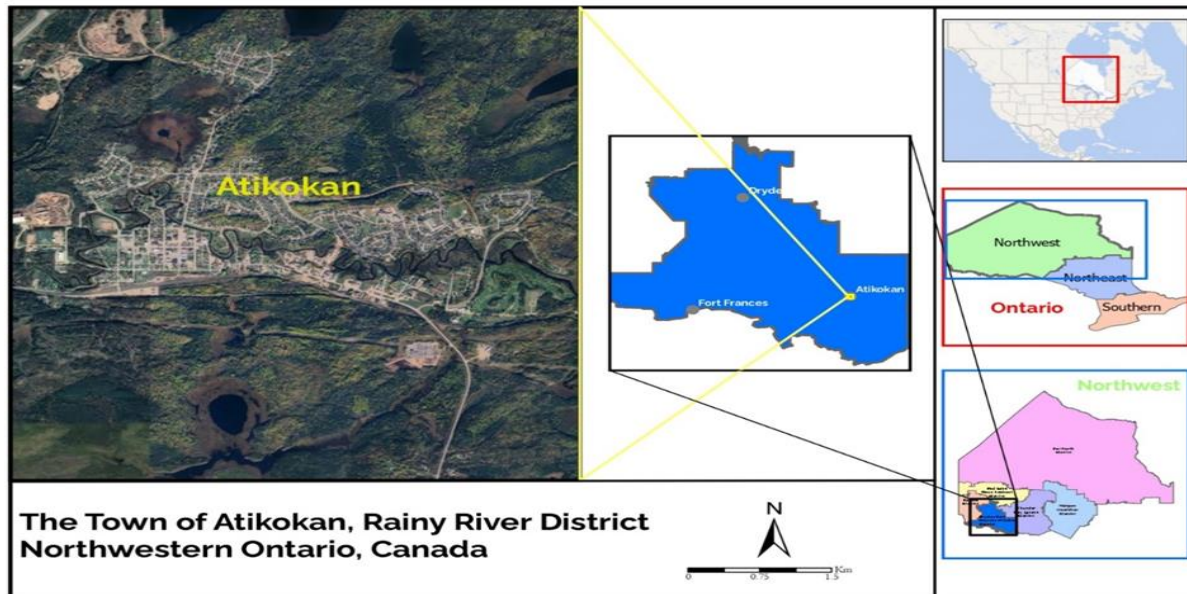 Atikokan
Dryde
Atikokan
Fort Frances
Northwest
Northeast
Ontario
Southern
Northwest
The Town of Atikokan, Rainy River District
Northwestern Ontario, Canada
N
Km
0 0.75 1.5